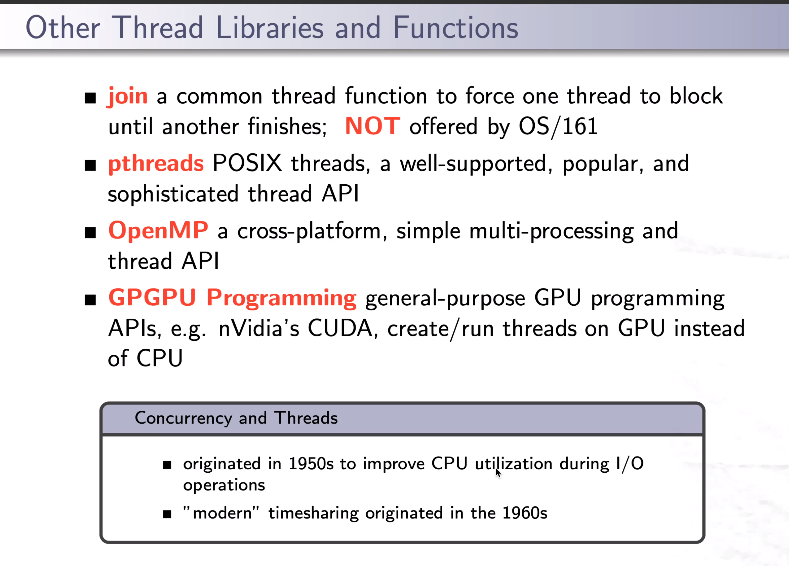 Other Thread Libraries and Functions
join a common thread function to force one thread to block
until another finishes; NOT offered by OS/161
pthreads POSIX threads, a well-supported, popular, and
sophisticated thread API
OpenMP a cross-platform, simple multi-processing and
thread API
GPGPU Programming general-purpose GPU programming
APIs, e.g. nVidia's CUDA, create/run threads on GPU instead
of CPU
Concurrency and Threads
originated in 1950s to improve CPU utilization during I/O
operations
"modern" timesharing originated in the 1960s